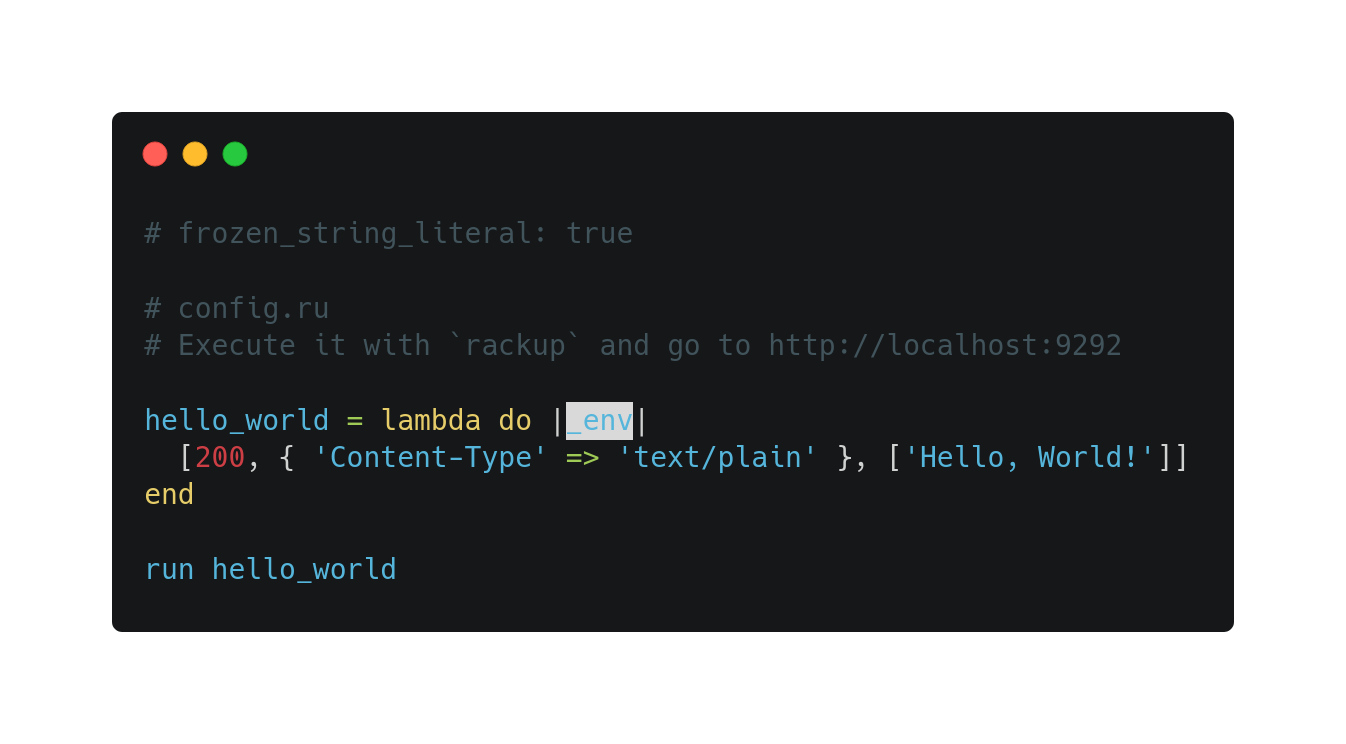 # frozen_string_literal: true
# config.ru
# Execute it with `rackup` and go to http://localhost:9292
hello_world = lambda do |_env|
  [200, { 'Content-Type' => 'text/plain' }, ['Hello, World!']]
end
run hello_world